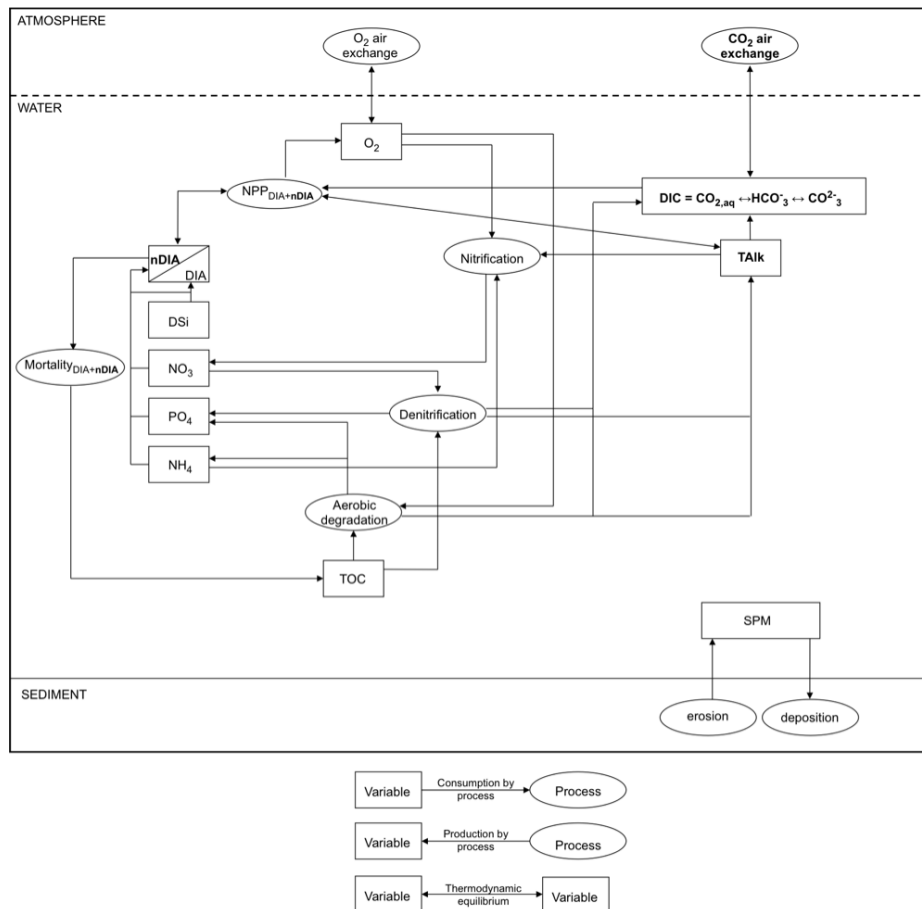 ATMOSPHERE
O2 air
exchange
CO2 air
exchange
WATER
O2
NPPDIA+nDIA
DIC = CO2,aq ↔HCO-3 ↔ CO2-3
nDIA
DIA
Nitrification
TAlk
DSi
MortalityDIA+nDIA
NO3
PO4
Denitrification
NH4
Aerobic
degradation
TOC
SPM
SEDIMENT
erosion
deposition
Variable
Consumption by
process
Process
Variable
Production by
process
Process
Variable
Thermodynamic
equilibrium
Variable